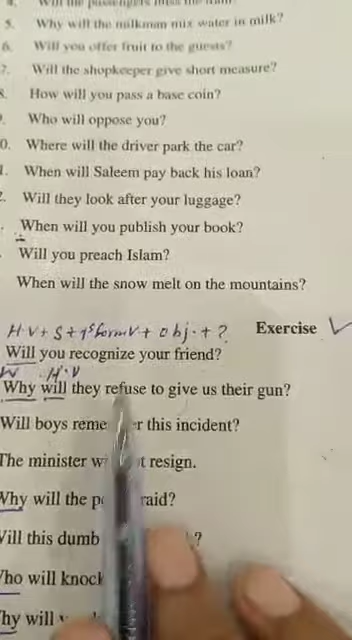 5. Why will the milkman mix water in milk?
6. Will you offer fruit to the guests?
7. Will the shopkeeper give short measure?
8. How will you pass a base coin?
9. Who will oppose you?
0. Where will the driver park the car?
1. When will Saleem pay back his loan?
2. Will they look after your luggage?
When will you publish your book?
Will you preach Islam?
When will the snow melt on the mountains?
H.V + S + 1st form V + obj. + ? Exercise V
Will you recognize your friend?
W H.V
Why will they refuse to give us their gun?
Will boys reme r this incident?
The minister w t resign.
Why will the p raid?
Will this dumb ?
Who will knock
Why will